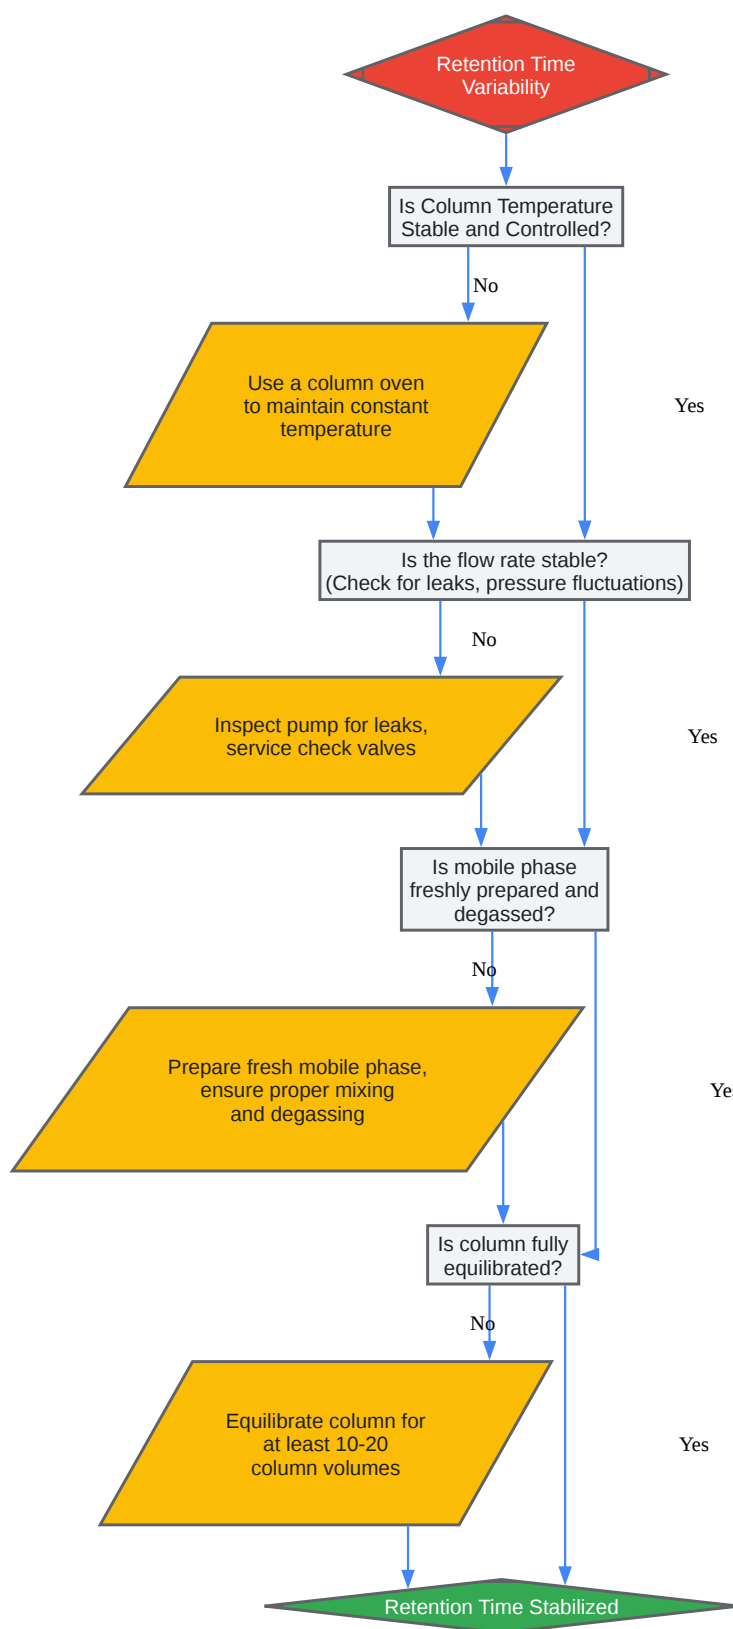 Retention Time
Variability
Is Column Temperature
Stable and Controlled?
No
Use a column oven
to maintain constant
temperature
Yes
Is the flow rate stable?
(Check for leaks, pressure fluctuations)
No
Inspect pump for leaks,
service check valves
Yes
Is mobile phase
freshly prepared and
degassed?
No
Prepare fresh mobile phase,
ensure proper mixing
and degassing
Yes
Is column fully
equilibrated?
No
Equilibrate column for
at least 10-20
column volumes
Yes
Retention Time Stabilized